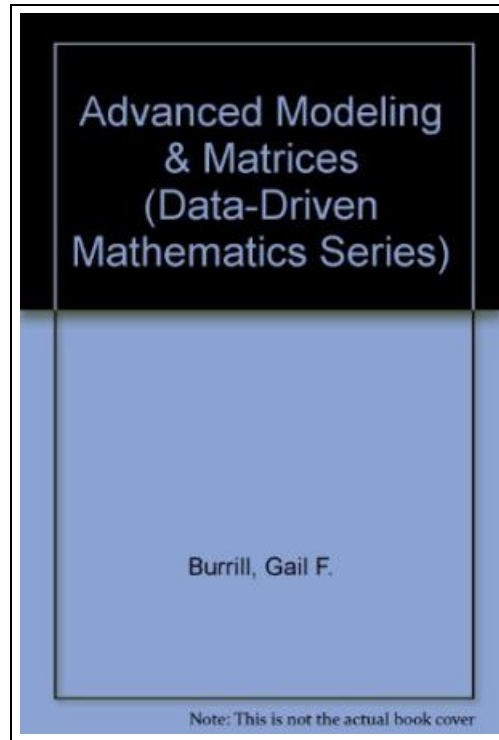 Advanced Modeling
& Matrices
(Data-Driven
Mathematics Series)
Burrill, Gail F.
Note: This is not the actual book cover